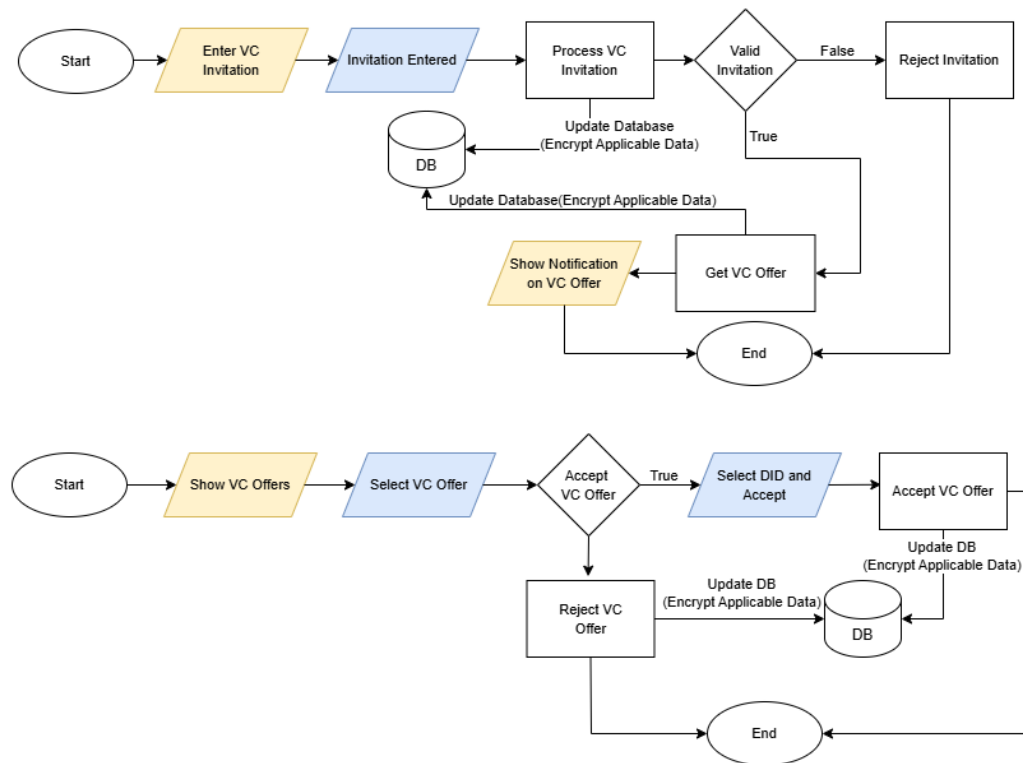 Start
Enter VC
Invitation
Invitation Entered
Process VC
Invitation
Valid
Invitation
False
Reject Invitation
Update Database
(Encrypt Applicable Data)
True
DB
Update Database(Encrypt Applicable Data)
Show Notification
on VC Offer
Get VC Offer
End
Start
Show VC Offers
Select VC Offer
Accept
VC Offer
True
Select DID and
Accept
Accept VC Offer
Update DB
(Encrypt Applicable Data)
Reject VC
Offer
Update DB
(Encrypt Applicable Data)
DB
End